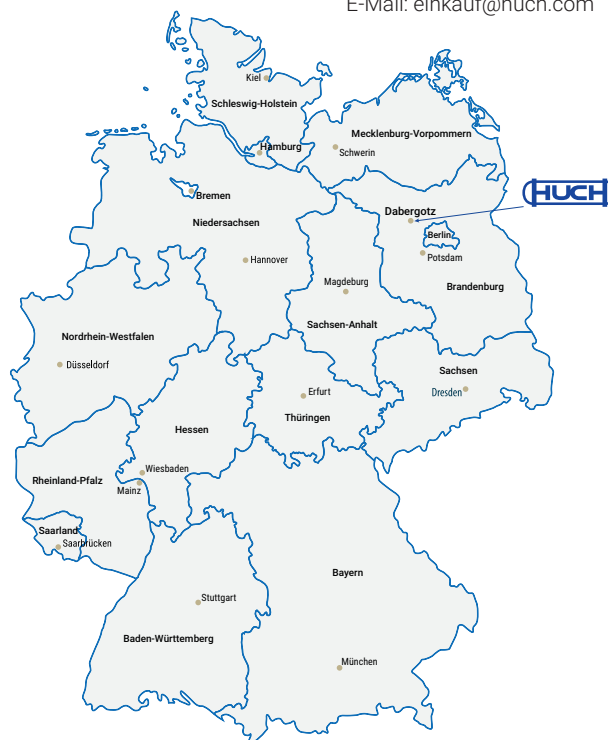 E-Mail: einkauf@huch.com
Kiel
Schleswig-Holstein
Mecklenburg-Vorpommern
Hamburg
Schwerin
HUCH
Bremen
Dabergotz
Niedersachsen
Berlin
Hannover
Potsdam
Magdeburg
Brandenburg
Sachsen-Anhalt
Nordrhein-Westfalen
Düsseldorf
Sachsen
Erfurt
Dresden
Thüringen
Hessen
Wiesbaden
Rheinland-Pfalz
Mainz
Saarland
Saarbrücken
Bayern
Stuttgart
Baden-Württemberg
München